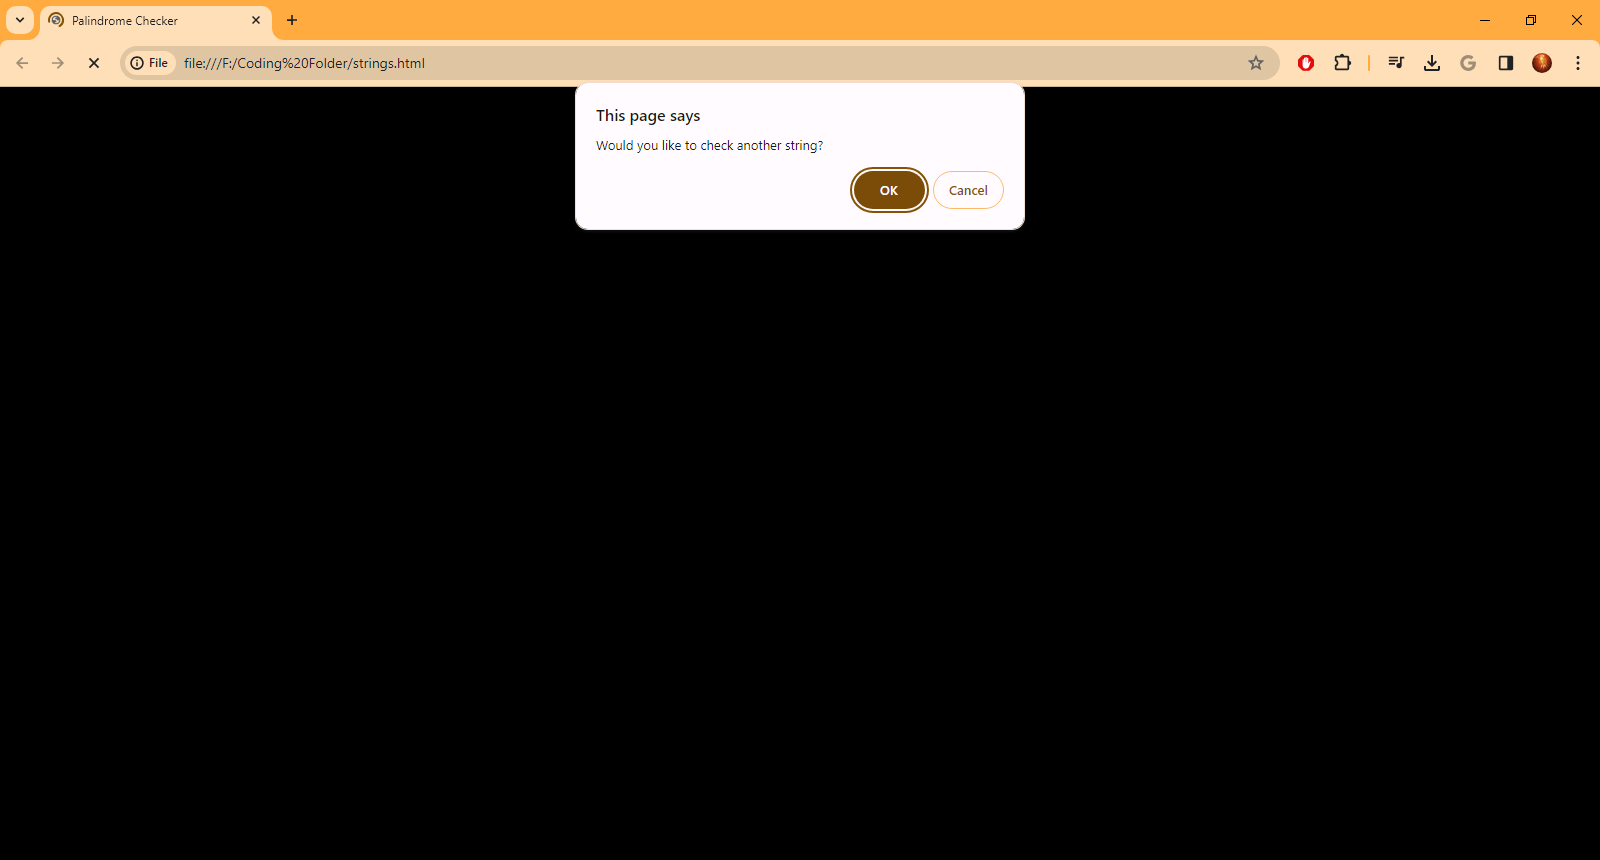 Palindrome Checker
File file:///F:/Coding%20Folder/strings.html
This page says
Would you like to check another string?
OK Cancel